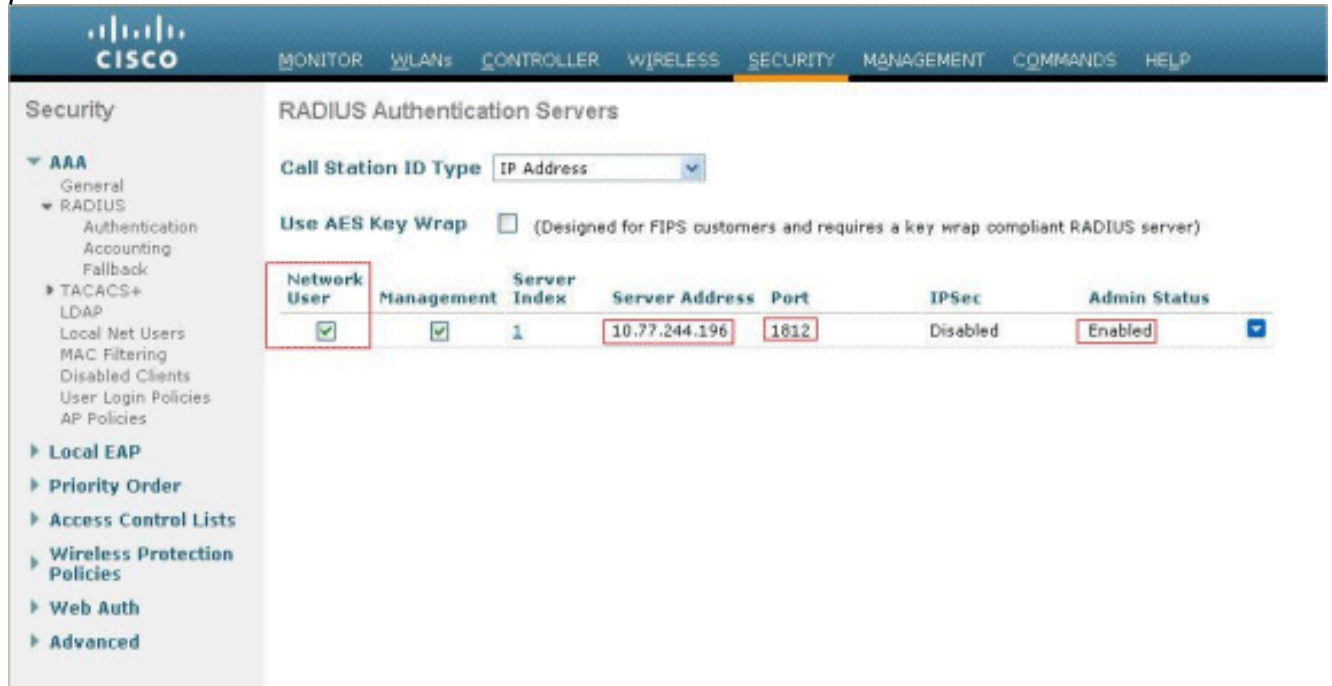 CISCO
MONITOR WLANs CONTROLLER WIRELESS SECURITY MANAGEMENT COMMANDS HELP
Security
AAA
General
RADIUS
Authentication
Accounting
Fallback
TACACS+
LDAP
Local Net Users
MAC Filtering
Disabled Clients
User Login Policies
AP Policies
Local EAP
Priority Order
Access Control Lists
Wireless Protection
Policies
Web Auth
Advanced
RADIUS Authentication Servers
Call Station ID Type IP Address
Use AES Key Wrap (Designed for FIPS customers and requires a key wrap compliant RADIUS server)
Network User Management Server Index Server Address Port IPSec Admin Status
1 10.77.244.196 1812 Disabled Enabled